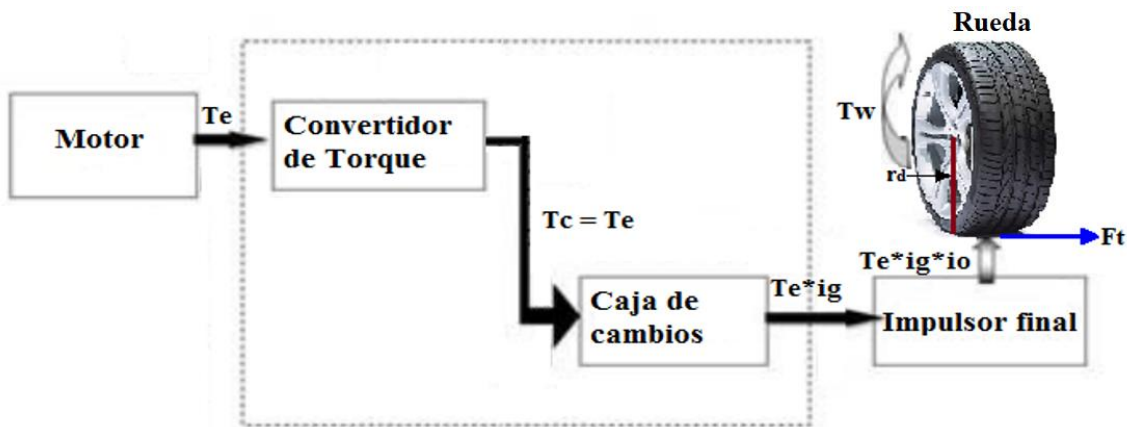 Motor
Te
Convertidor
de Torque
Tc = Te
Caja de
cambios
Te*ig
Impulsor final
Te*ig*io
Rueda
Tw
rd
Ft